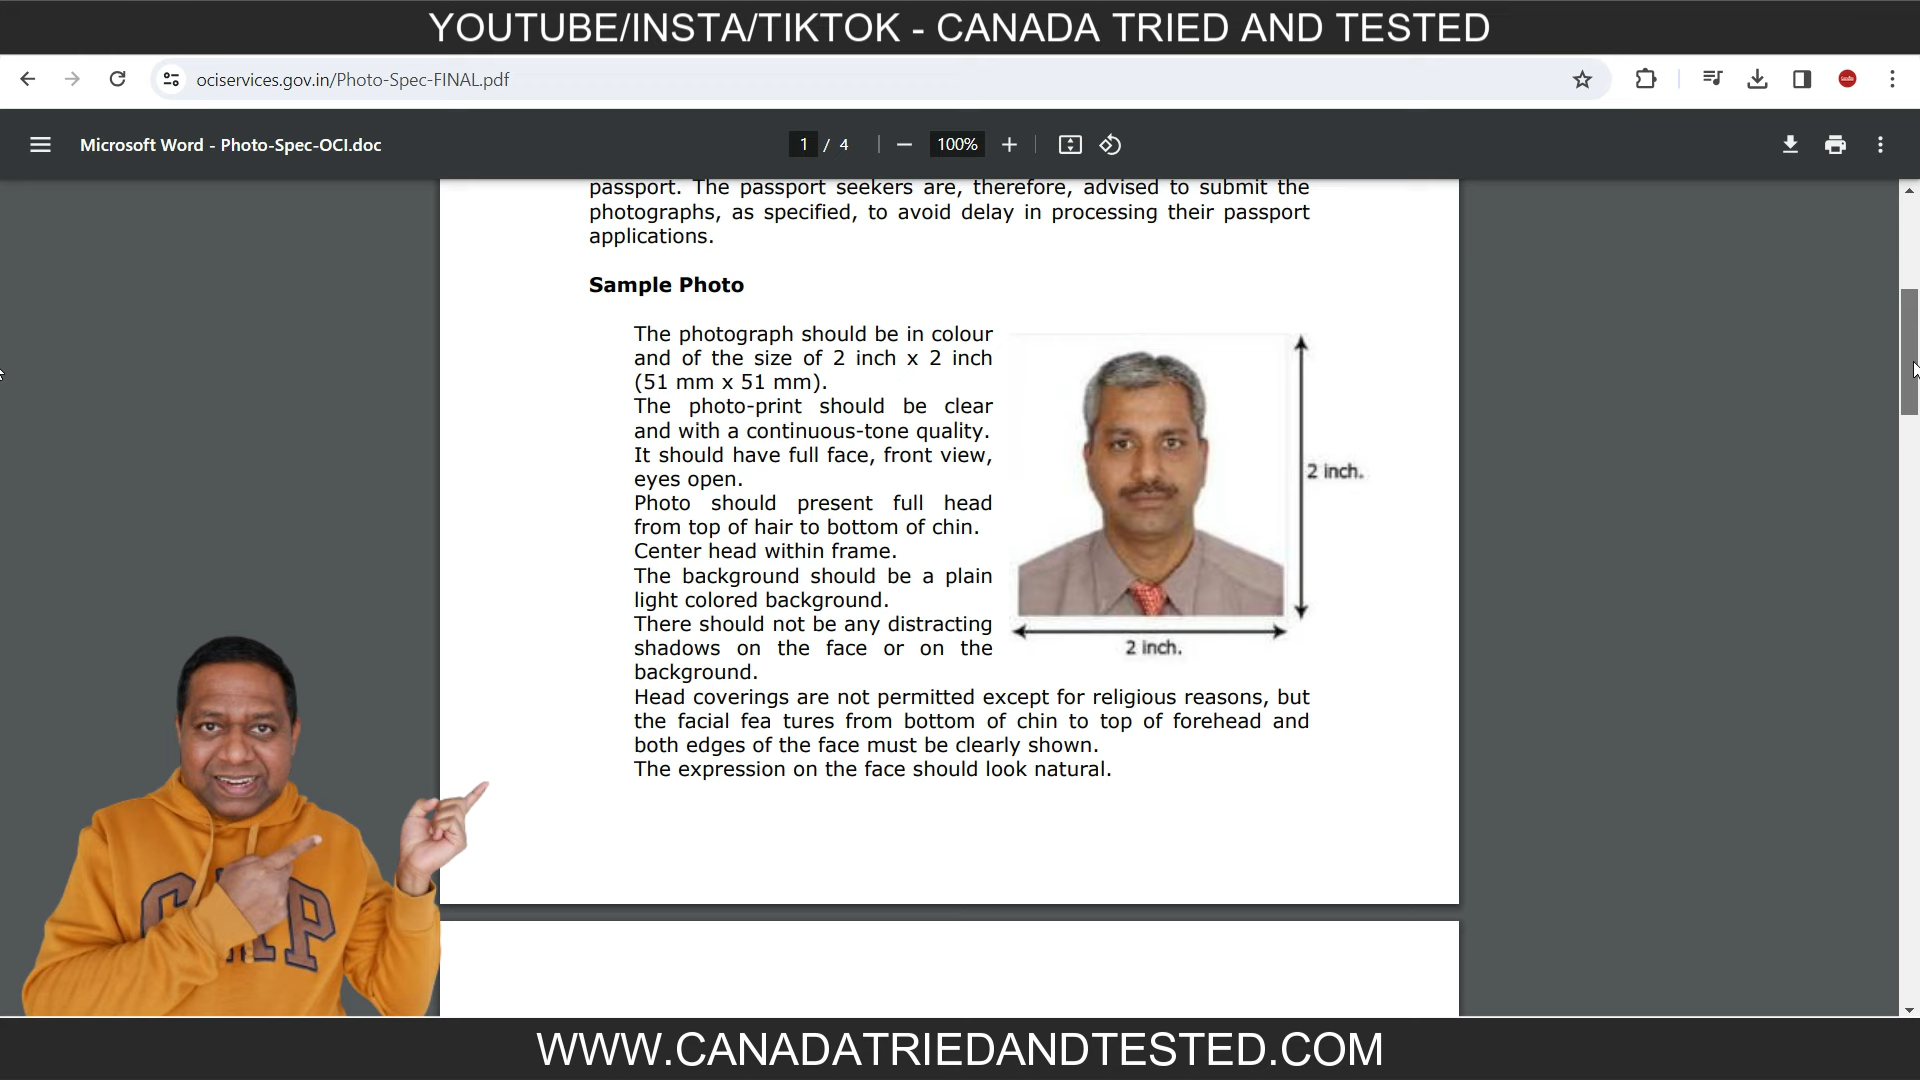 YOUTUBE/INSTA/TIKTOK - CANADA TRIED AND TESTED
ociservices.gov.in/Photo-Spec-FINAL.pdf
Microsoft Word - Photo-Spec-OCI.doc
1 / 4
100%
passport. The passport seekers are, therefore, advised to submit the
photographs, as specified, to avoid delay in processing their passport
applications.
Sample Photo
The photograph should be in colour
and of the size of 2 inch x 2 inch
(51 mm x 51 mm).
The photo-print should be clear
and with a continuous-tone quality.
It should have full face, front view,
eyes open.
Photo should present full head
from top of hair to bottom of chin.
Center head within frame.
The background should be a plain
light colored background.
There should not be any distracting
shadows on the face or on the
background.
2 inch.
2 inch.
Head coverings are not permitted except for religious reasons, but
the facial fea tures from bottom of chin to top of forehead and
both edges of the face must be clearly shown.
The expression on the face should look natural.
WWW.CANADATRIEDANDTESTED.COM